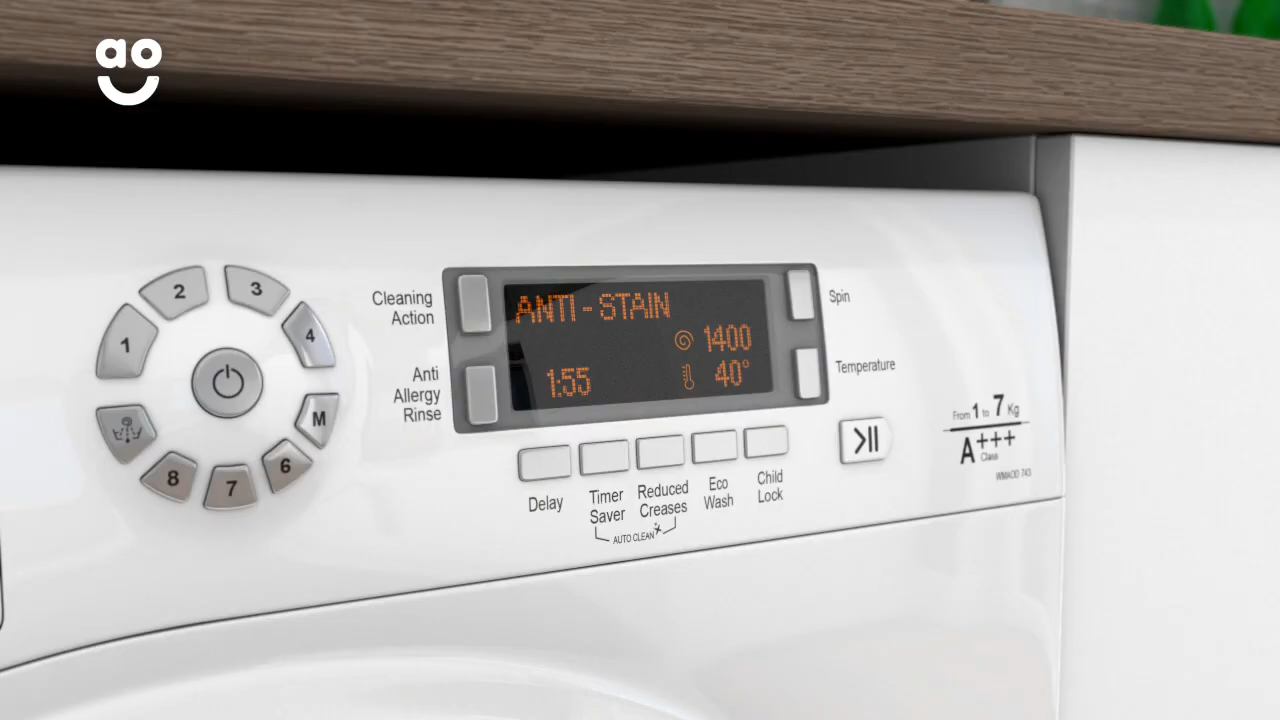 ao
1
2
3
4
M
6
7
8
Cleaning
Action
Anti
Allergy
Rinse
ANTI-STAIN
1400
1:55
40°
Spin
Temperature
Delay
Timer
Saver
Reduced
Creases
AUTO CLEAN
Eco
Wash
Child
Lock
From 1 to 7 Kg
A+++
Class
WMAOD 743